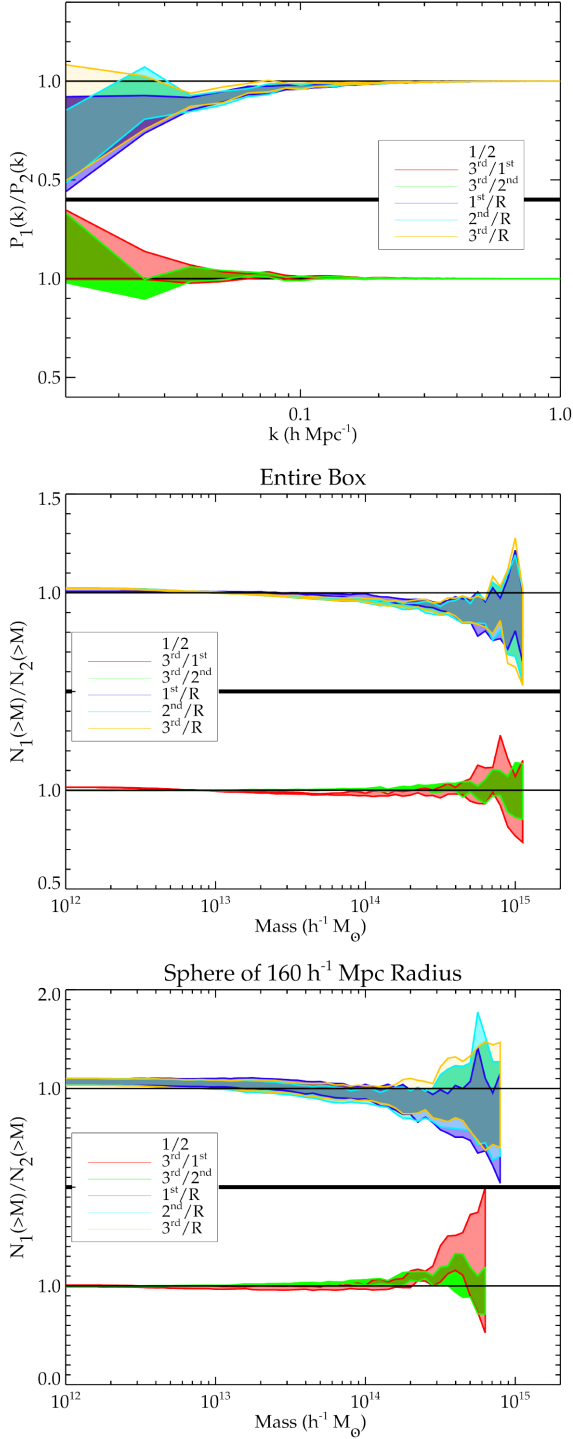 1.0
0.5
1.0
0.5
P₁(k)/P₂(k)
1/2
3ʳᵈ/1ˢᵗ
3ʳᵈ/2ⁿᵈ
1ˢᵗ/R
2ⁿᵈ/R
3ʳᵈ/R
0.1
1.0
k (h Mpc⁻¹)
Entire Box
1.5
1.0
1.0
0.5
N₁(>M)/N₂(>M)
1/2
3ʳᵈ/1ˢᵗ
3ʳᵈ/2ⁿᵈ
1ˢᵗ/R
2ⁿᵈ/R
3ʳᵈ/R
10¹²
10¹³
10¹⁴
10¹⁵
Mass (h⁻¹ M⊙)
Sphere of 160 h⁻¹ Mpc Radius
2.0
1.0
1.0
0.0
N₁(>M)/N₂(>M)
1/2
3ʳᵈ/1ˢᵗ
3ʳᵈ/2ⁿᵈ
1ˢᵗ/R
2ⁿᵈ/R
3ʳᵈ/R
10¹²
10¹³
10¹⁴
10¹⁵
Mass (h⁻¹ M⊙)